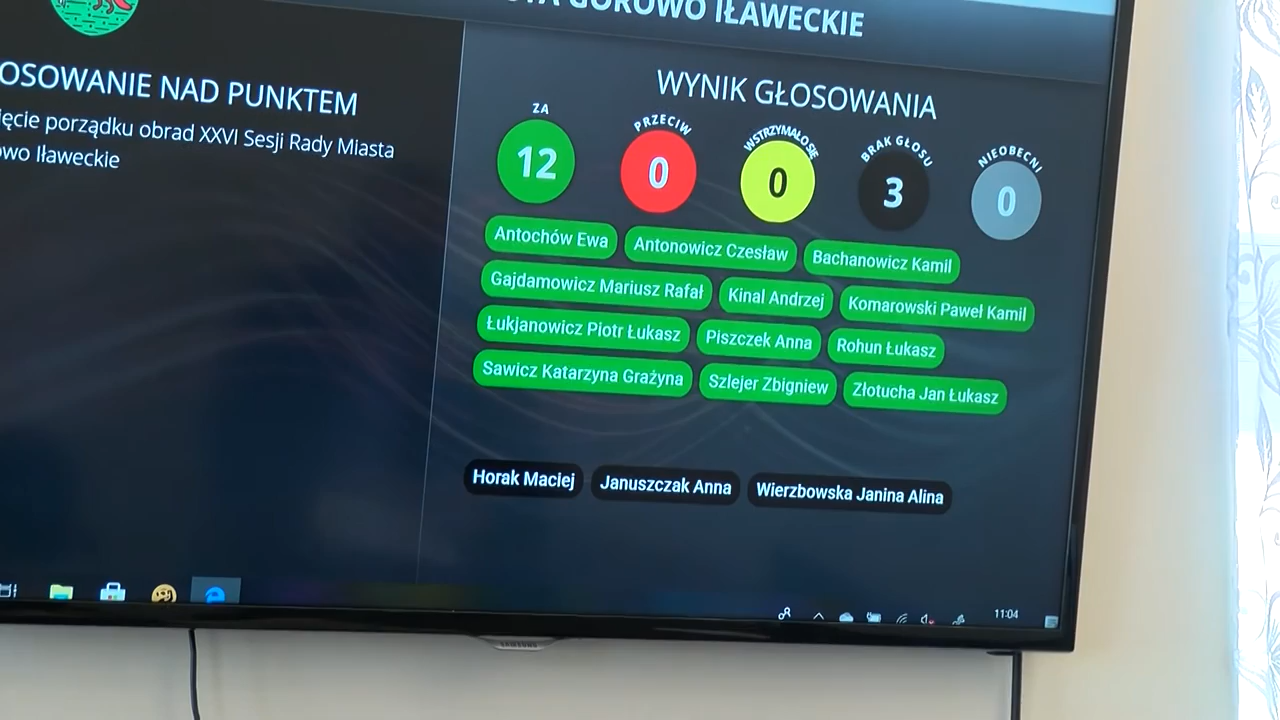 GÓROWO IŁAWECKIE
OSOWANIE NAD PUNKTEM
ęcie porządku obrad XXVI Sesji Rady Miasta
owo Iławeckie
WYNIK GŁOSOWANIA
ZA
PRZECIW
WSTRZYMAŁO SIĘ
BRAK GŁOSU
NIEOBECNI
12
0
0
3
0
Antochów Ewa
Antonowicz Czesław
Bachanowicz Kamil
Gajdamowicz Mariusz Rafał
Kinal Andrzej
Komarowski Paweł Kamil
Łukjanowicz Piotr Łukasz
Piszczek Anna
Rohun Łukasz
Sawicz Katarzyna Grażyna
Szlejer Zbigniew
Złotucha Jan Łukasz
Horak Maciej
Januszczak Anna
Wierzbowska Janina Alina
11:04
SAMSUNG